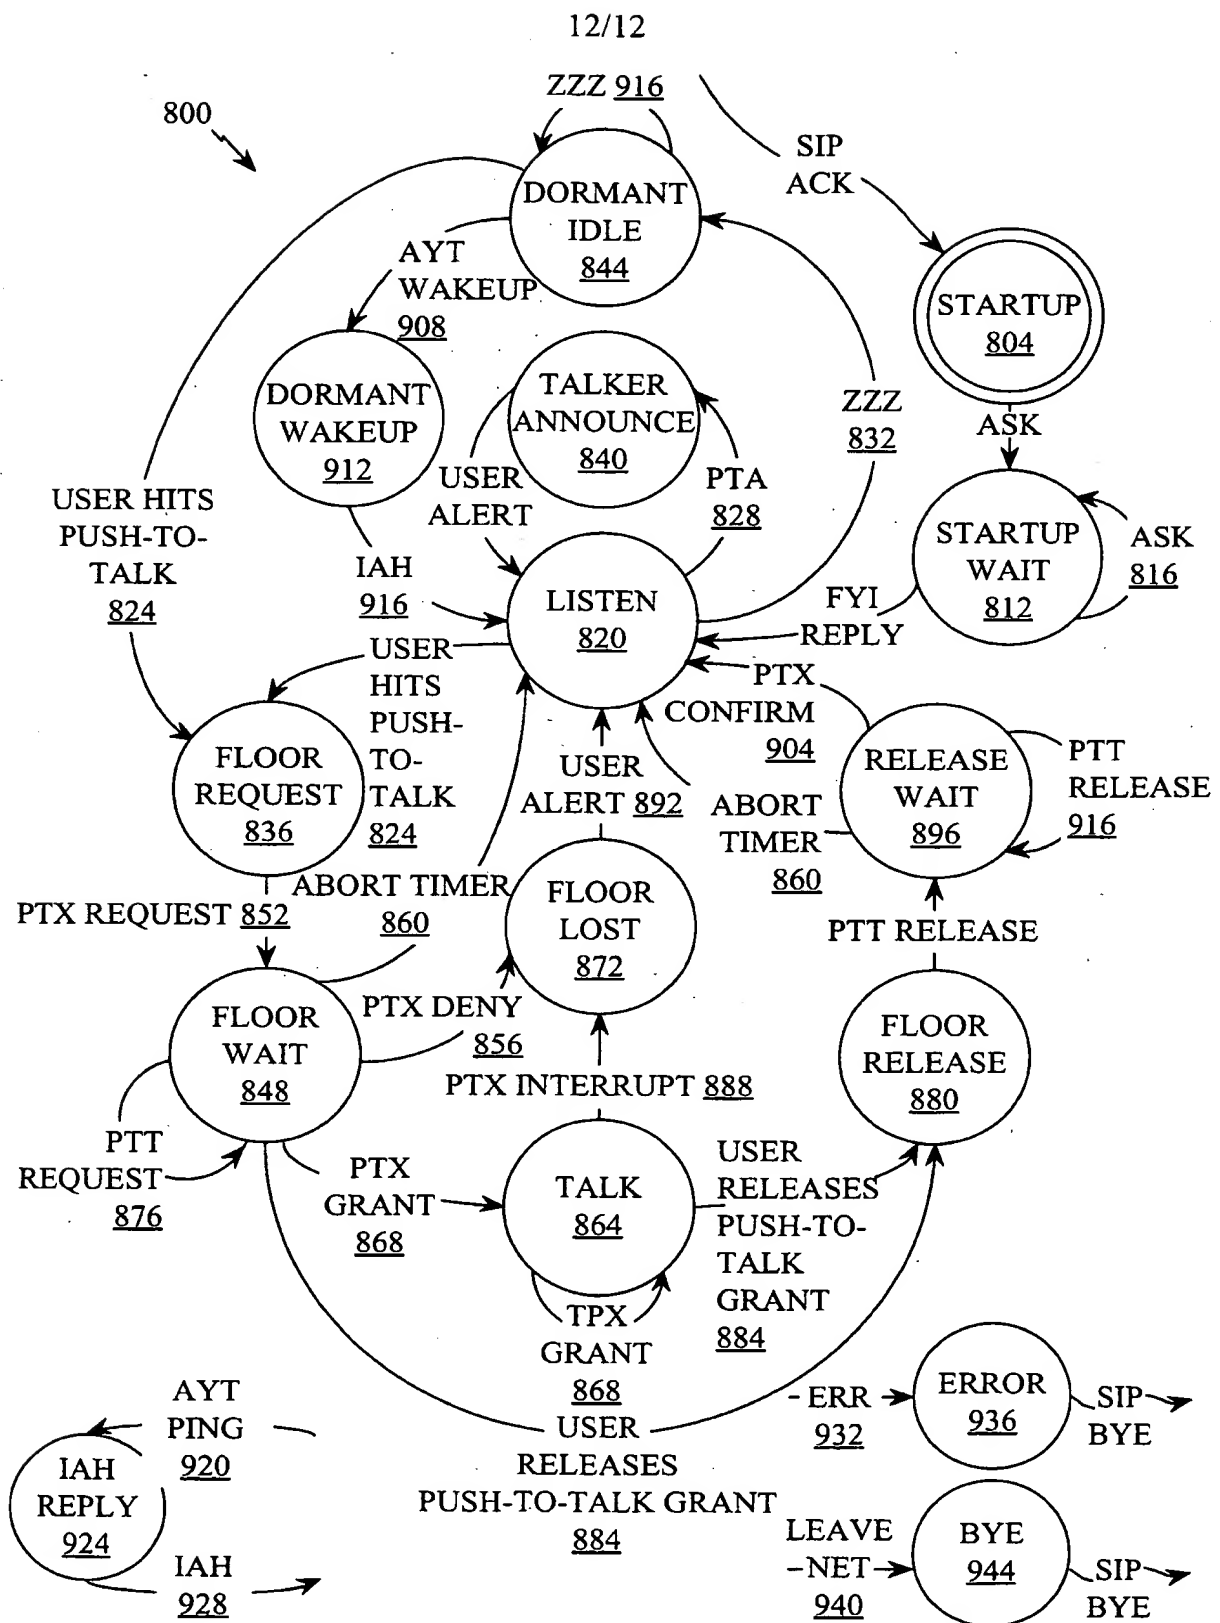 12/12
ZZZ 916
800
SIP
ACK
DORMANT
IDLE
844
AYT
WAKEUP
908
STARTUP
804
DORMANT
WAKEUP
912
TALKER
ANNOUNCE
840
ZZZ
832
ASK
USER
ALERT
PTA
828
USER HITS
PUSH-TO-
TALK
824
STARTUP
WAIT
812
ASK
816
IAH
916
LISTEN
820
FYI
REPLY
USER
HITS
PUSH-
TO-
TALK
824
PTX
CONFIRM
904
FLOOR
REQUEST
836
USER
ALERT 892
RELEASE
WAIT
896
PTT
RELEASE
916
ABORT
TIMER
860
ABORT TIMER
860
PTX REQUEST 852
FLOOR
LOST
872
PTT RELEASE
FLOOR
WAIT
848
PTX DENY
856
FLOOR
RELEASE
880
PTX INTERRUPT 888
PTT
REQUEST
876
PTX
GRANT
868
TALK
864
USER
RELEASES
PUSH-TO-
TALK
GRANT
884
TPX
GRANT
868
USER
RELEASES
PUSH-TO-TALK GRANT
884
AYT
PING
920
IAH
REPLY
924
IAH
928
ERR
932
ERROR
936
SIP
BYE
LEAVE
-NET
940
BYE
944
SIP
BYE